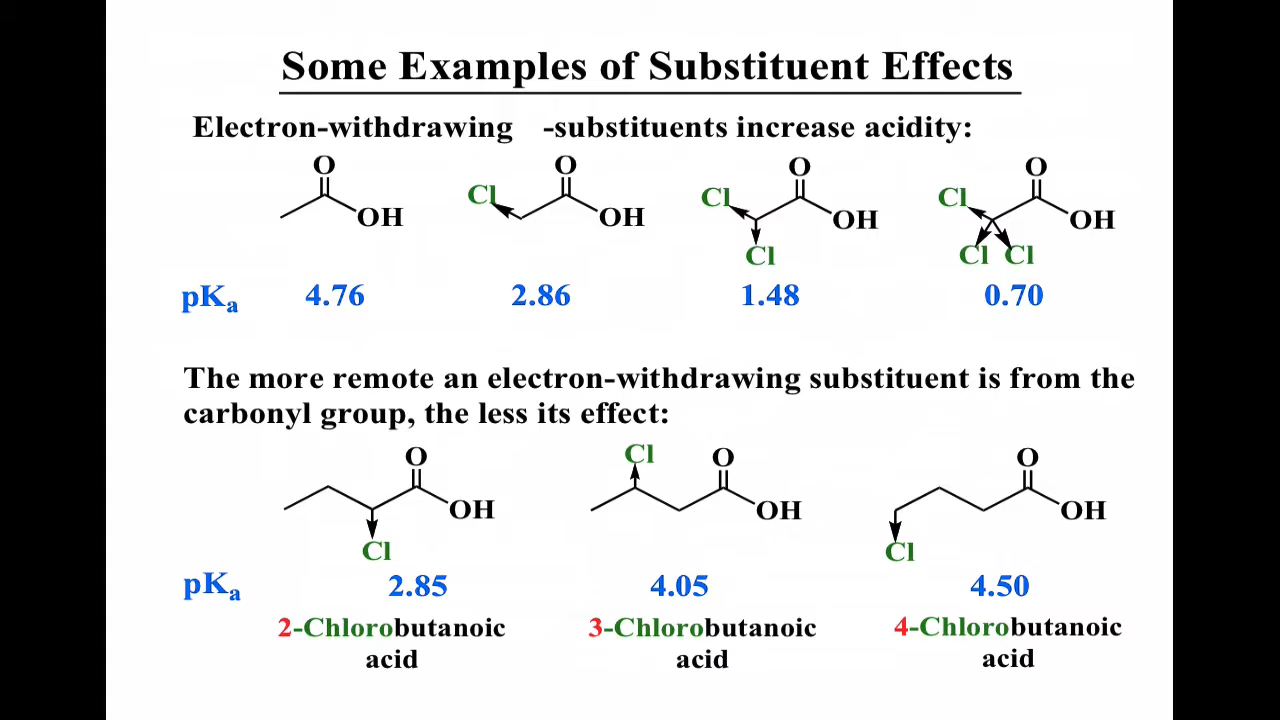 Some Examples of Substituent Effects
Electron-withdrawing -substituents increase acidity:
O O O O
Cl Cl Cl
OH OH OH OH
Cl Cl Cl
pKa 4.76 2.86 1.48 0.70
The more remote an electron-withdrawing substituent is from the
carbonyl group, the less its effect:
O Cl O O
OH OH OH
Cl Cl
pKa 2.85 4.05 4.50
2-Chlorobutanoic 3-Chlorobutanoic 4-Chlorobutanoic
acid acid acid